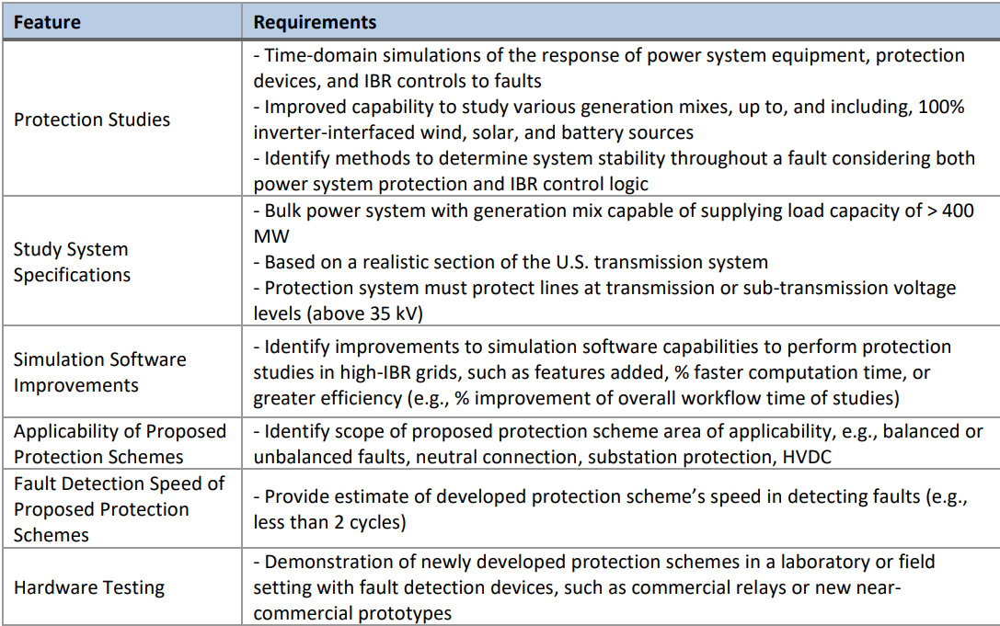 Feature
Requirements
Protection Studies
- Time-domain simulations of the response of power system equipment, protection
devices, and IBR controls to faults
- Improved capability to study various generation mixes, up to, and including, 100%
inverter-interfaced wind, solar, and battery sources
- Identify methods to determine system stability throughout a fault considering both
power system protection and IBR control logic
Study System
Specifications
- Bulk power system with generation mix capable of supplying load capacity of > 400
MW
- Based on a realistic section of the U.S. transmission system
- Protection system must protect lines at transmission or sub-transmission voltage
levels (above 35 kV)
Simulation Software
Improvements
- Identify improvements to simulation software capabilities to perform protection
studies in high-IBR grids, such as features added, % faster computation time, or
greater efficiency (e.g., % improvement of overall workflow time of studies)
Applicability of Proposed
Protection Schemes
- Identify scope of proposed protection scheme area of applicability, e.g., balanced or
unbalanced faults, neutral connection, substation protection, HVDC
Fault Detection Speed of
Proposed Protection
Schemes
- Provide estimate of developed protection scheme’s speed in detecting faults (e.g.,
less than 2 cycles)
Hardware Testing
- Demonstration of newly developed protection schemes in a laboratory or field
setting with fault detection devices, such as commercial relays or new near-
commercial prototypes